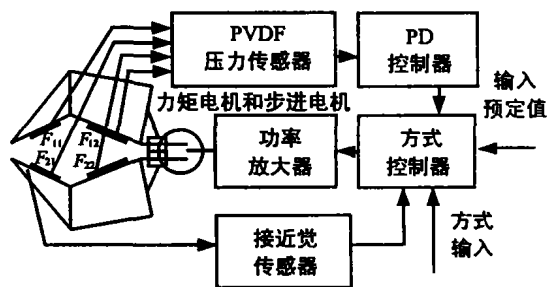 PVDF
压力传感器
PD
控制器
输入
预定值
力矩电机和步进电机
F11
F12
F21
F22
功率
放大器
方式
控制器
接近觉
传感器
方式
输入